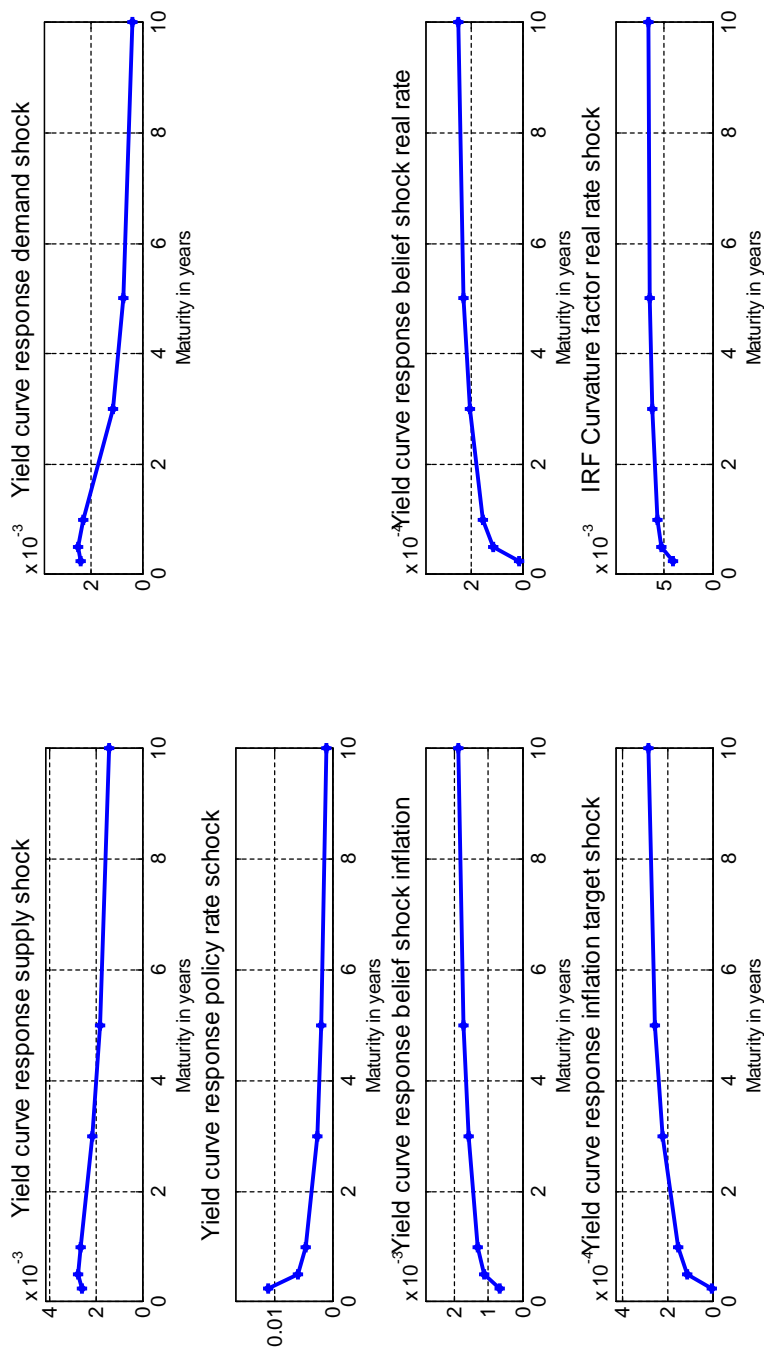 x 10^-3
Yield curve response supply shock
4
2
0
0 2 4 6 8 10
Maturity in years
x 10^-3
Yield curve response demand shock
2
0
0 2 4 6 8 10
Maturity in years
Yield curve response policy rate schock
0.01
0
0 2 4 6 8 10
Maturity in years
x 10^-3
Yield curve response belief shock inflation
2
1
0
0 2 4 6 8 10
Maturity in years
x 10^-4
Yield curve response belief shock real rate
2
0
0 2 4 6 8 10
Maturity in years
x 10^-4
Yield curve response inflation target shock
4
2
0
0 2 4 6 8 10
Maturity in years
x 10^-3
IRF Curvature factor real rate shock
5
0
0 2 4 6 8 10
Maturity in years